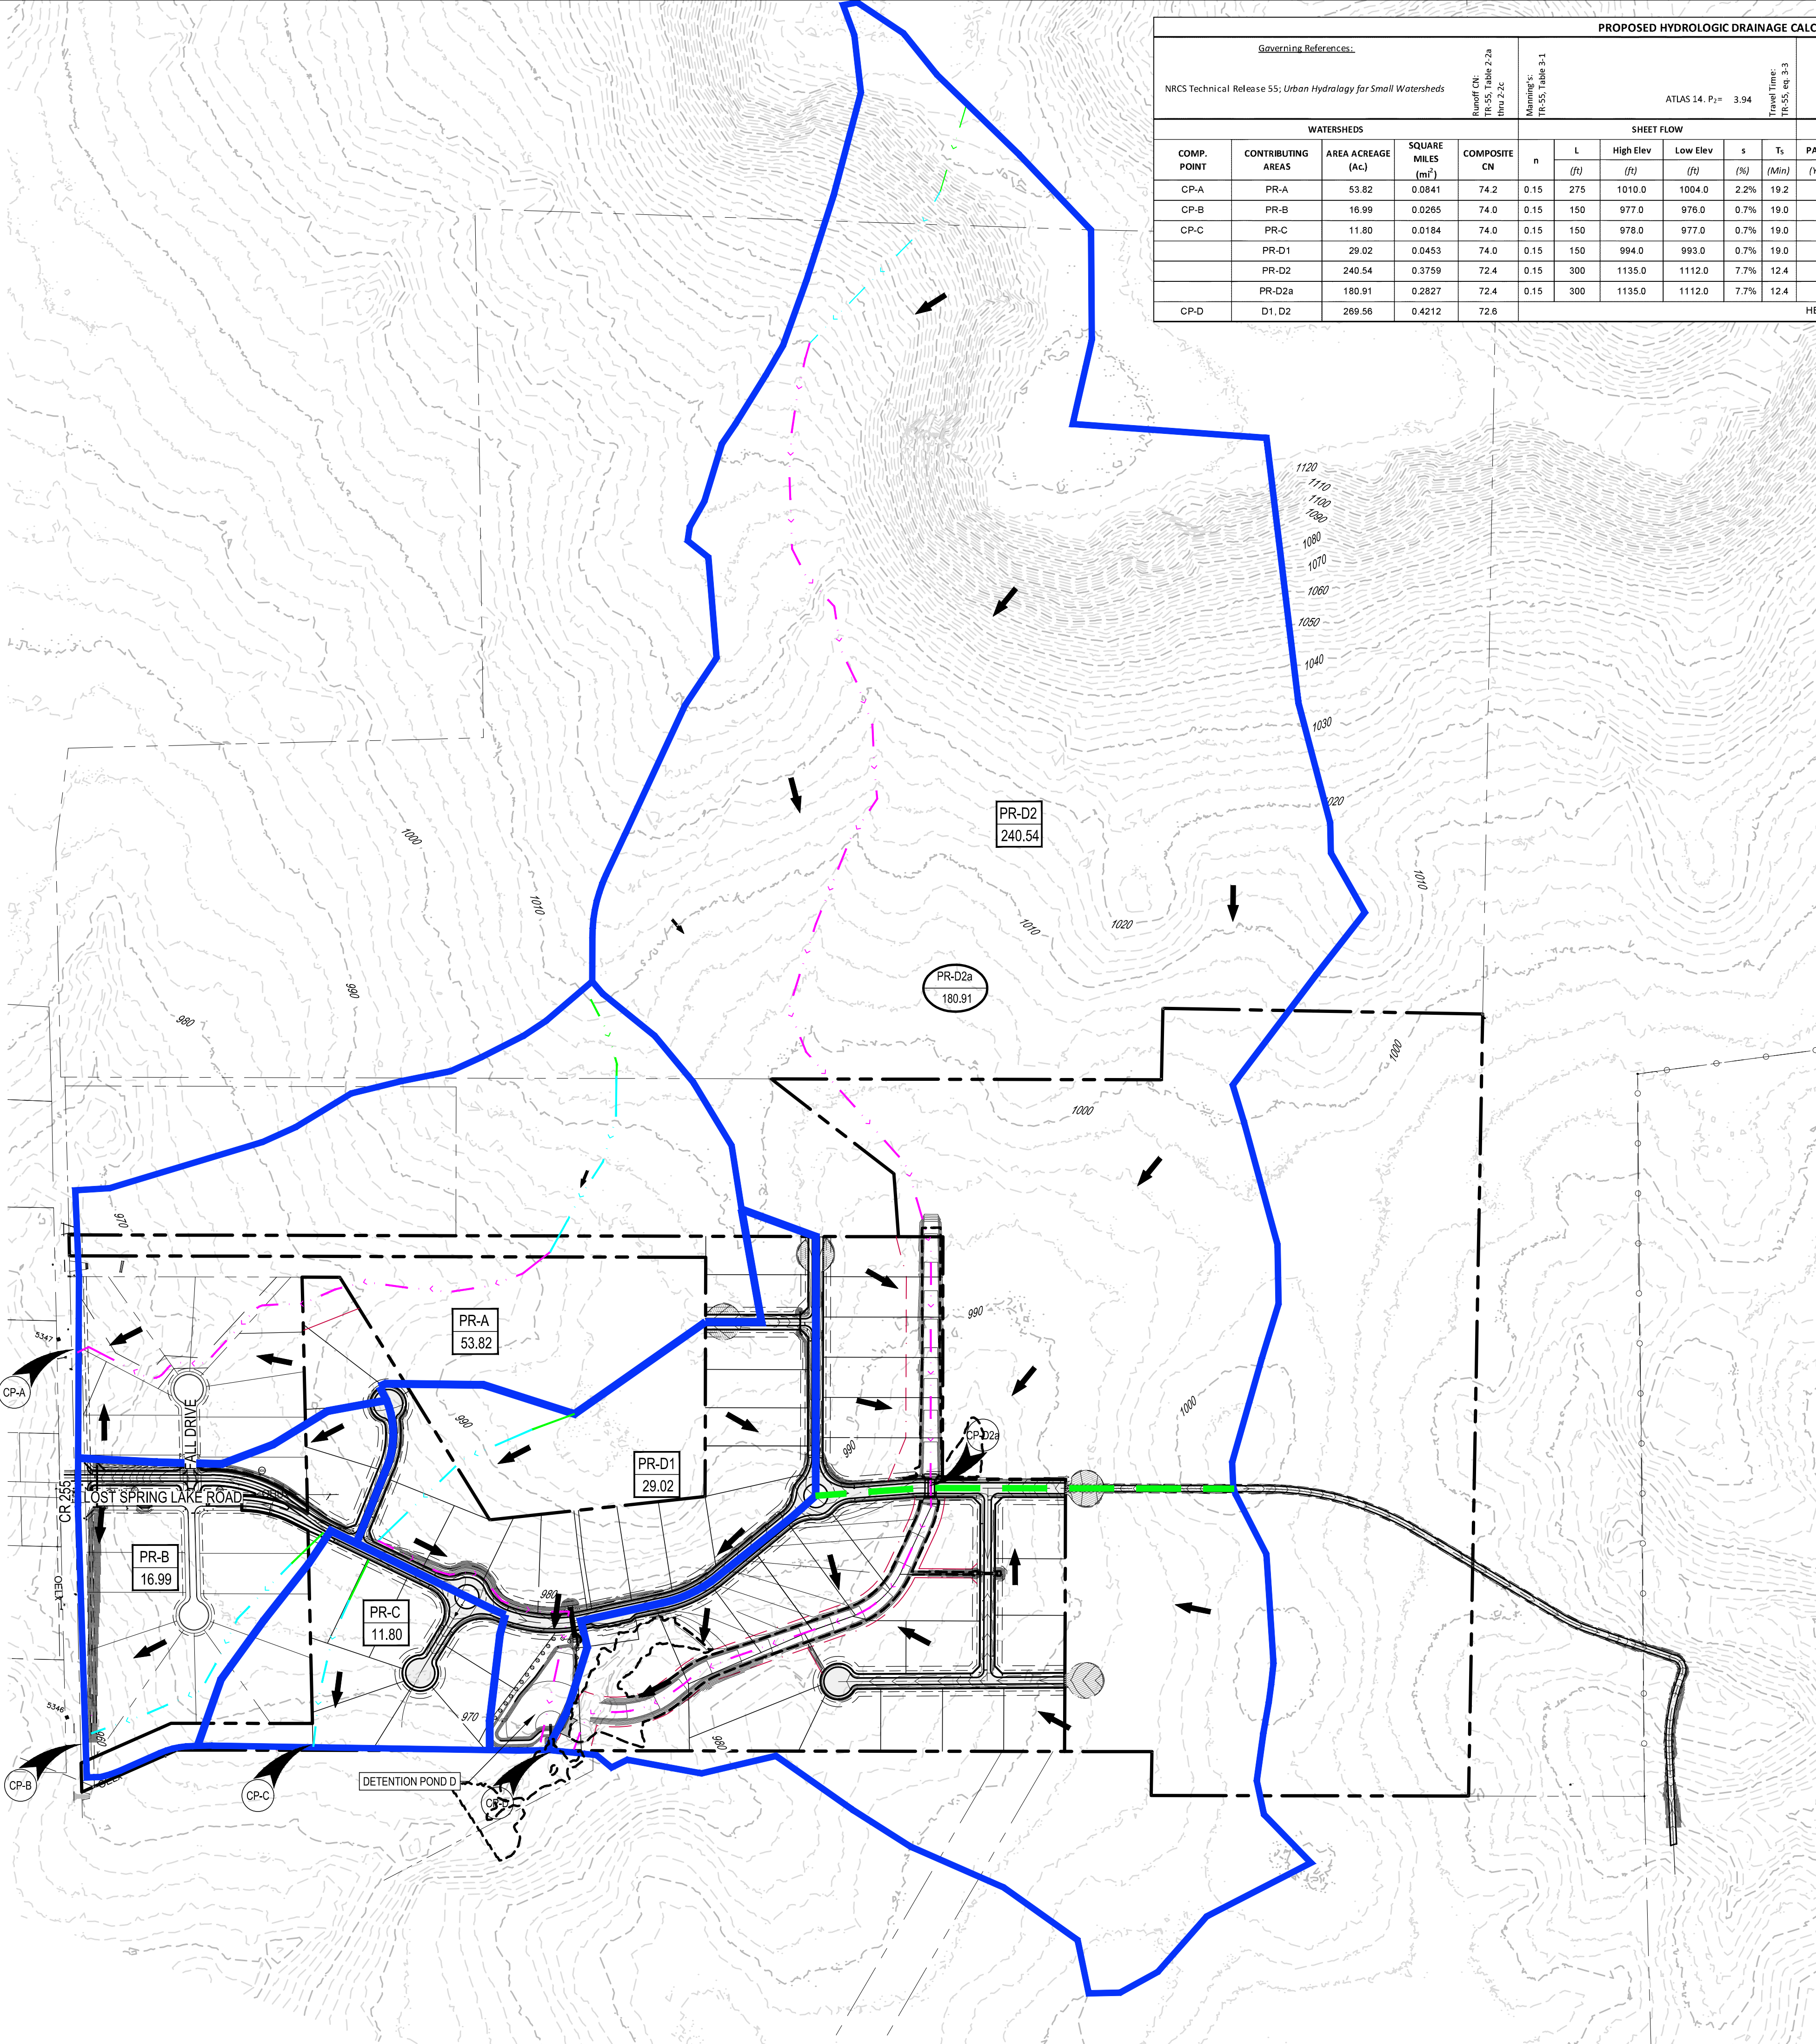 PROPOSED HYDROLOGIC DRAINAGE CALC
Governing References:
NRCS Technical Release 55; Urban Hydralagy for Small Watersheds
Runoff CN:
TR-55, Table 2-2a
thru 2-2c
Manning's:
TR-55, Table 3-1
ATLAS 14. P2= 3.94
Travel Time:
TR-55, eq. 3-3
WATERSHEDS SHEET FLOW
COMP. POINT CONTRIBUTING AREAS AREA ACREAGE (Ac.) SQUARE MILES (mi²) COMPOSITE CN n L (ft) High Elev (ft) Low Elev (ft) s (%) Ts (Min) PA (Y
CP-A PR-A 53.82 0.0841 74.2 0.15 275 1010.0 1004.0 2.2% 19.2
CP-B PR-B 16.99 0.0265 74.0 0.15 150 977.0 976.0 0.7% 19.0
CP-C PR-C 11.80 0.0184 74.0 0.15 150 978.0 977.0 0.7% 19.0
PR-D1 29.02 0.0453 74.0 0.15 150 994.0 993.0 0.7% 19.0
PR-D2 240.54 0.3759 72.4 0.15 300 1135.0 1112.0 7.7% 12.4
PR-D2a 180.91 0.2827 72.4 0.15 300 1135.0 1112.0 7.7% 12.4
CP-D D1, D2 269.56 0.4212 72.6 HE
1120
1110
1100
1090
1080
1070
1060
1050
1040
1030
1020
PR-D2
240.54
1000
1010
1010
1010
1020
PR-D2a
180.91
990
980
1000
1000
970
PR-A
53.82
990
5347
CP-A
FALL DRIVE
990
1000
CP-D2a
990
PR-D1
29.02
CR 255
LOST SPRING LAKE ROAD
PR-B
16.99
OELK
980
PR-C
11.80
5346
970
960
980
CP-B
CP-C
DETENTION POND D
CP-D